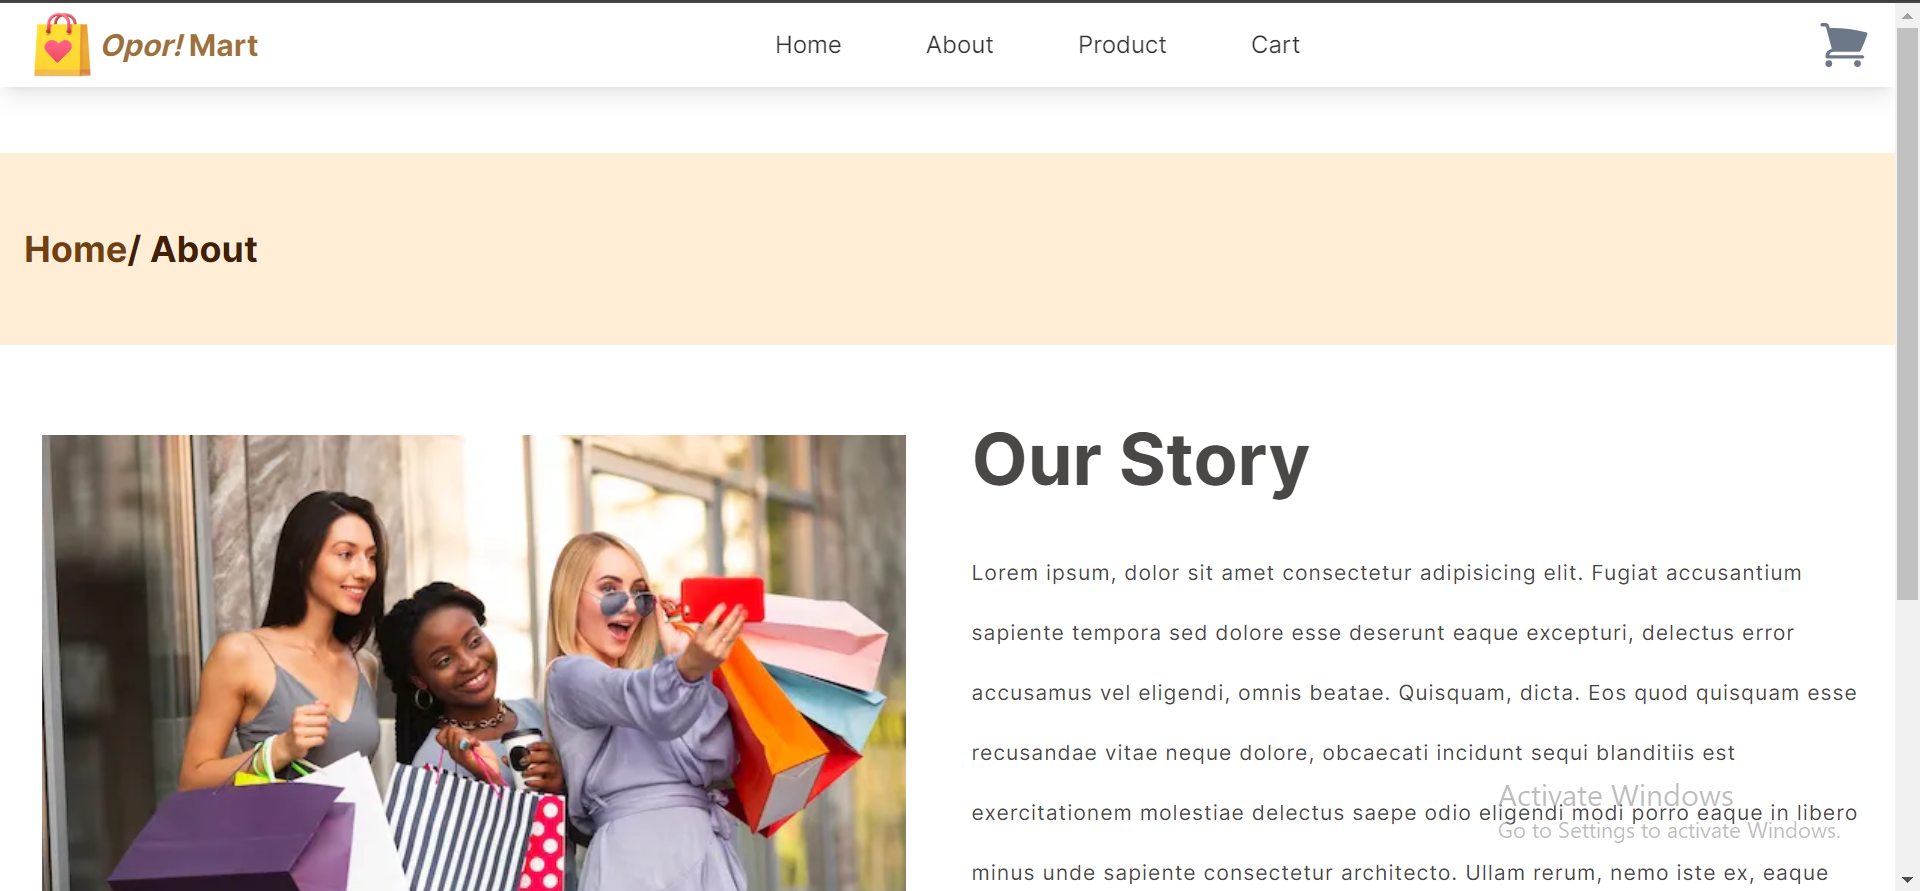 Opor! Mart
Home
About
Product
Cart
Home/ About
Our Story
Lorem ipsum, dolor sit amet consectetur adipisicing elit. Fugiat accusantium
sapiente tempora sed dolore esse deserunt eaque excepturi, delectus error
accusamus vel eligendi, omnis beatae. Quisquam, dicta. Eos quod quisquam esse
recusandae vitae neque dolore, obcaecati incidunt sequi blanditiis est
exercitationem molestiae delectus saepe odio eligendi modi porro eaque in libero
minus unde sapiente consectetur architecto. Ullam rerum, nemo iste ex, eaque
Activate Windows
Go to Settings to activate Windows.